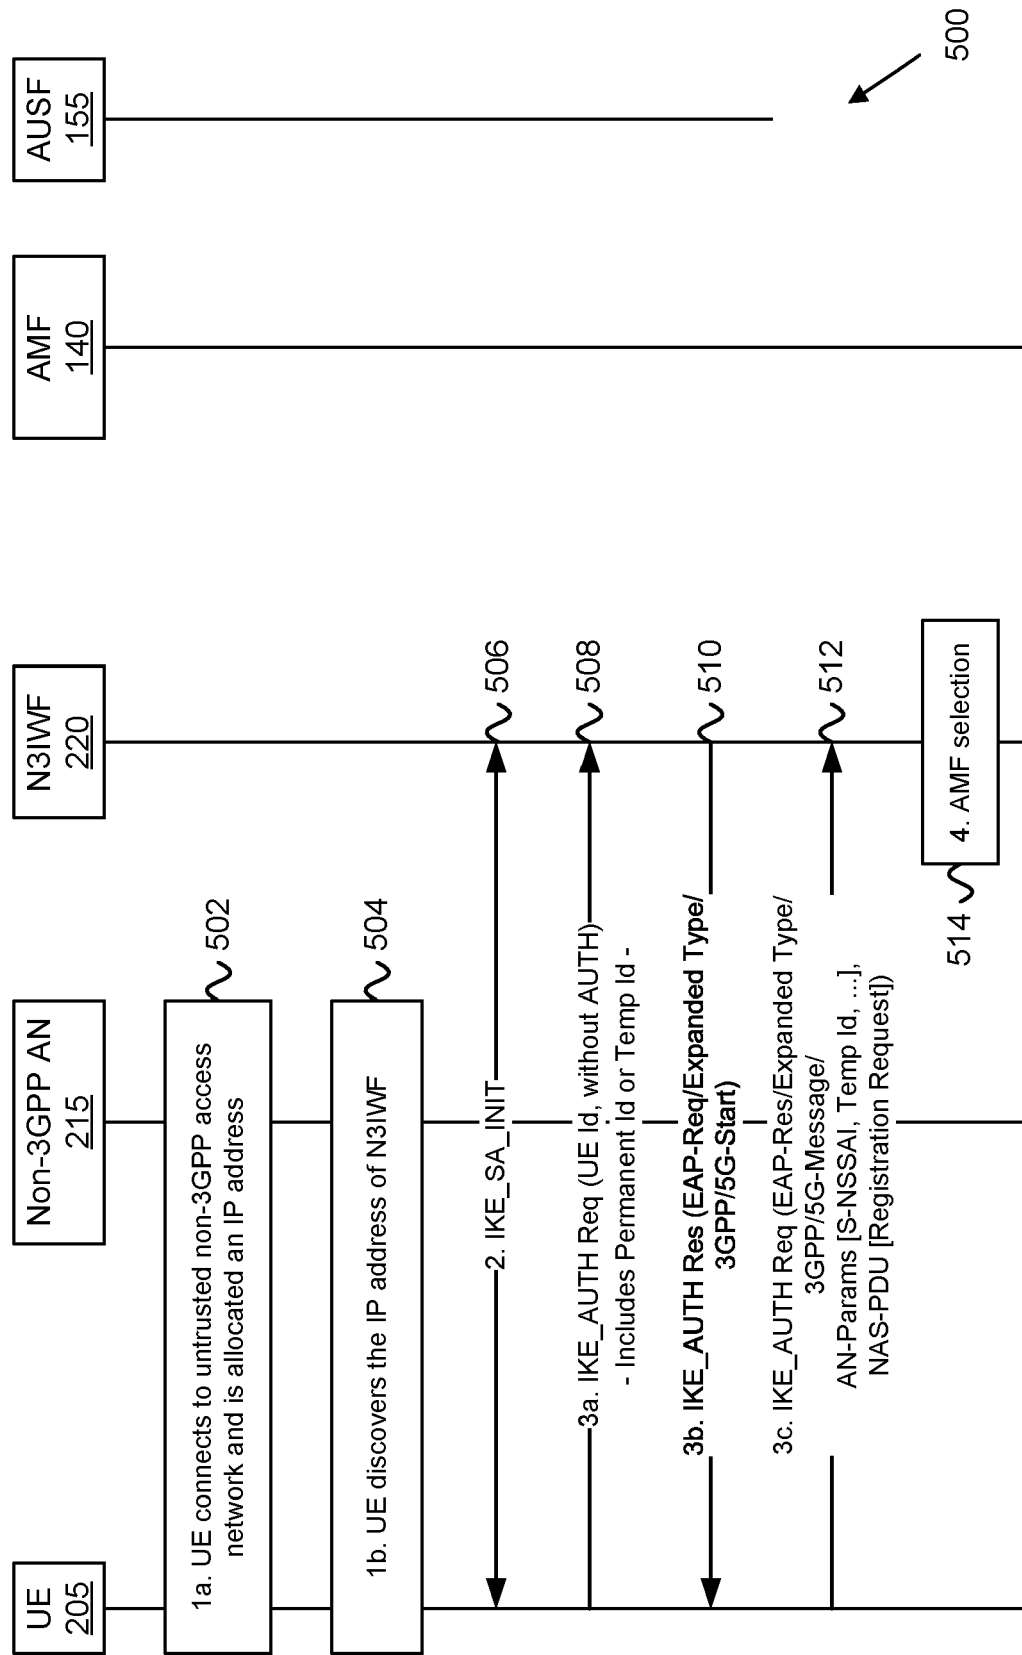 UE
205
Non-3GPP AN
215
N3IWF
220
AMF
140
AUSF
155
1a. UE connects to untrusted non-3GPP access
network and is allocated an IP address
502
1b. UE discovers the IP address of N3IWF
504
2. IKE_SA_INIT
506
3a. IKE_AUTH Req (UE Id, without AUTH)
- Includes Permanent Id or Temp Id -
508
3b. IKE_AUTH Res (EAP-Req/Expanded Type/
3GPP/5G-Start)
510
3c. IKE_AUTH Req (EAP-Res/Expanded Type/
3GPP/5G-Message/
AN-Params [S-NSSAI, Temp Id, ...],
NAS-PDU [Registration Request])
512
4. AMF selection
514
500